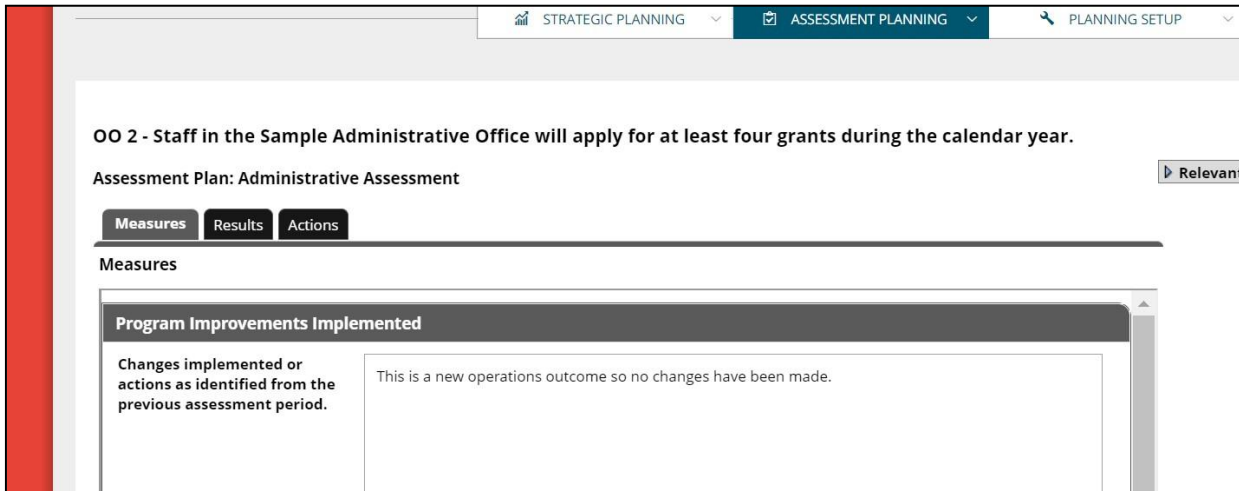 STRATEGIC PLANNING
ASSESSMENT PLANNING
PLANNING SETUP
OO 2 - Staff in the Sample Administrative Office will apply for at least four grants during the calendar year.
Relevant
Assessment Plan: Administrative Assessment
Measures
Results
Actions
Measures
Program Improvements Implemented
Changes implemented or
actions as identified from the
previous assessment period.
This is a new operations outcome so no changes have been made.